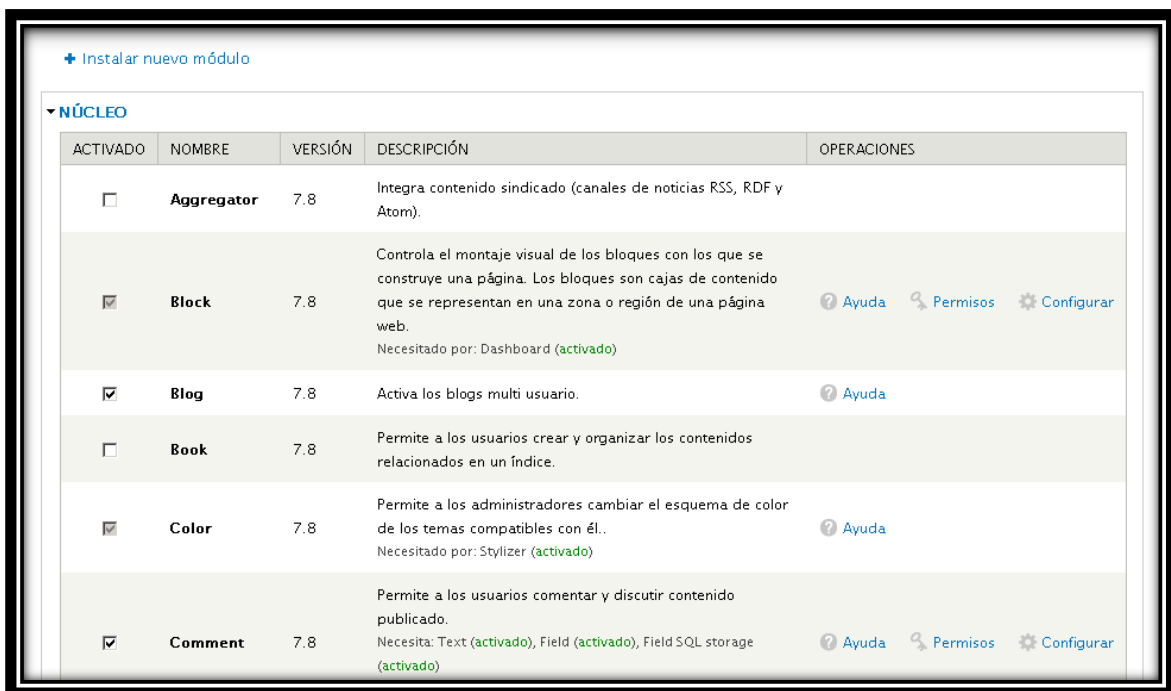 Instalar nuevo módulo
NÚCLEO
ACTIVADO NOMBRE VERSIÓN DESCRIPCIÓN OPERACIONES
Aggregator 7.8 Integra contenido sindicado (canales de noticias RSS, RDF y
Atom).
Controla el montaje visual de los bloques con los que se
construye una página. Los bloques son cajas de contenido
Block 7.8 que se representan en una zona o región de una página Ayuda Permisos Configurar
web.
Necesitado por: Dashboard (activado)
Blog 7.8 Activa los blogs multi usuario. Ayuda
Book 7.8 Permite a los usuarios crear y organizar los contenidos
relacionados en un índice.
Permite a los administradores cambiar el esquema de color
Color 7.8 de los temas compatibles con él.. Ayuda
Necesitado por: Stylizer (activado)
Permite a los usuarios comentar y discutir contenido
publicado.
Comment 7.8 Necesita: Text (activado), Field (activado), Field SQL storage Ayuda Permisos Configurar
(activado)